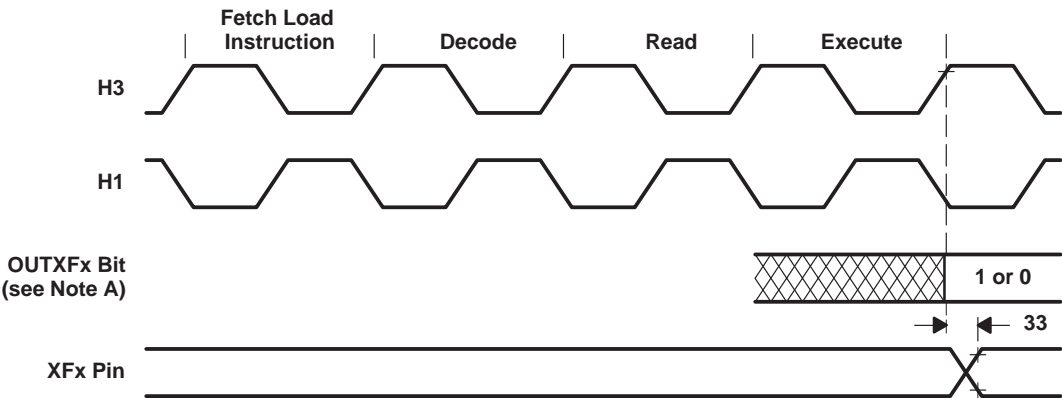 Fetch Load
Instruction
Decode
Read
Execute
H3
H1
OUTXFx Bit
(see Note A)
1 or 0
33
XFx Pin